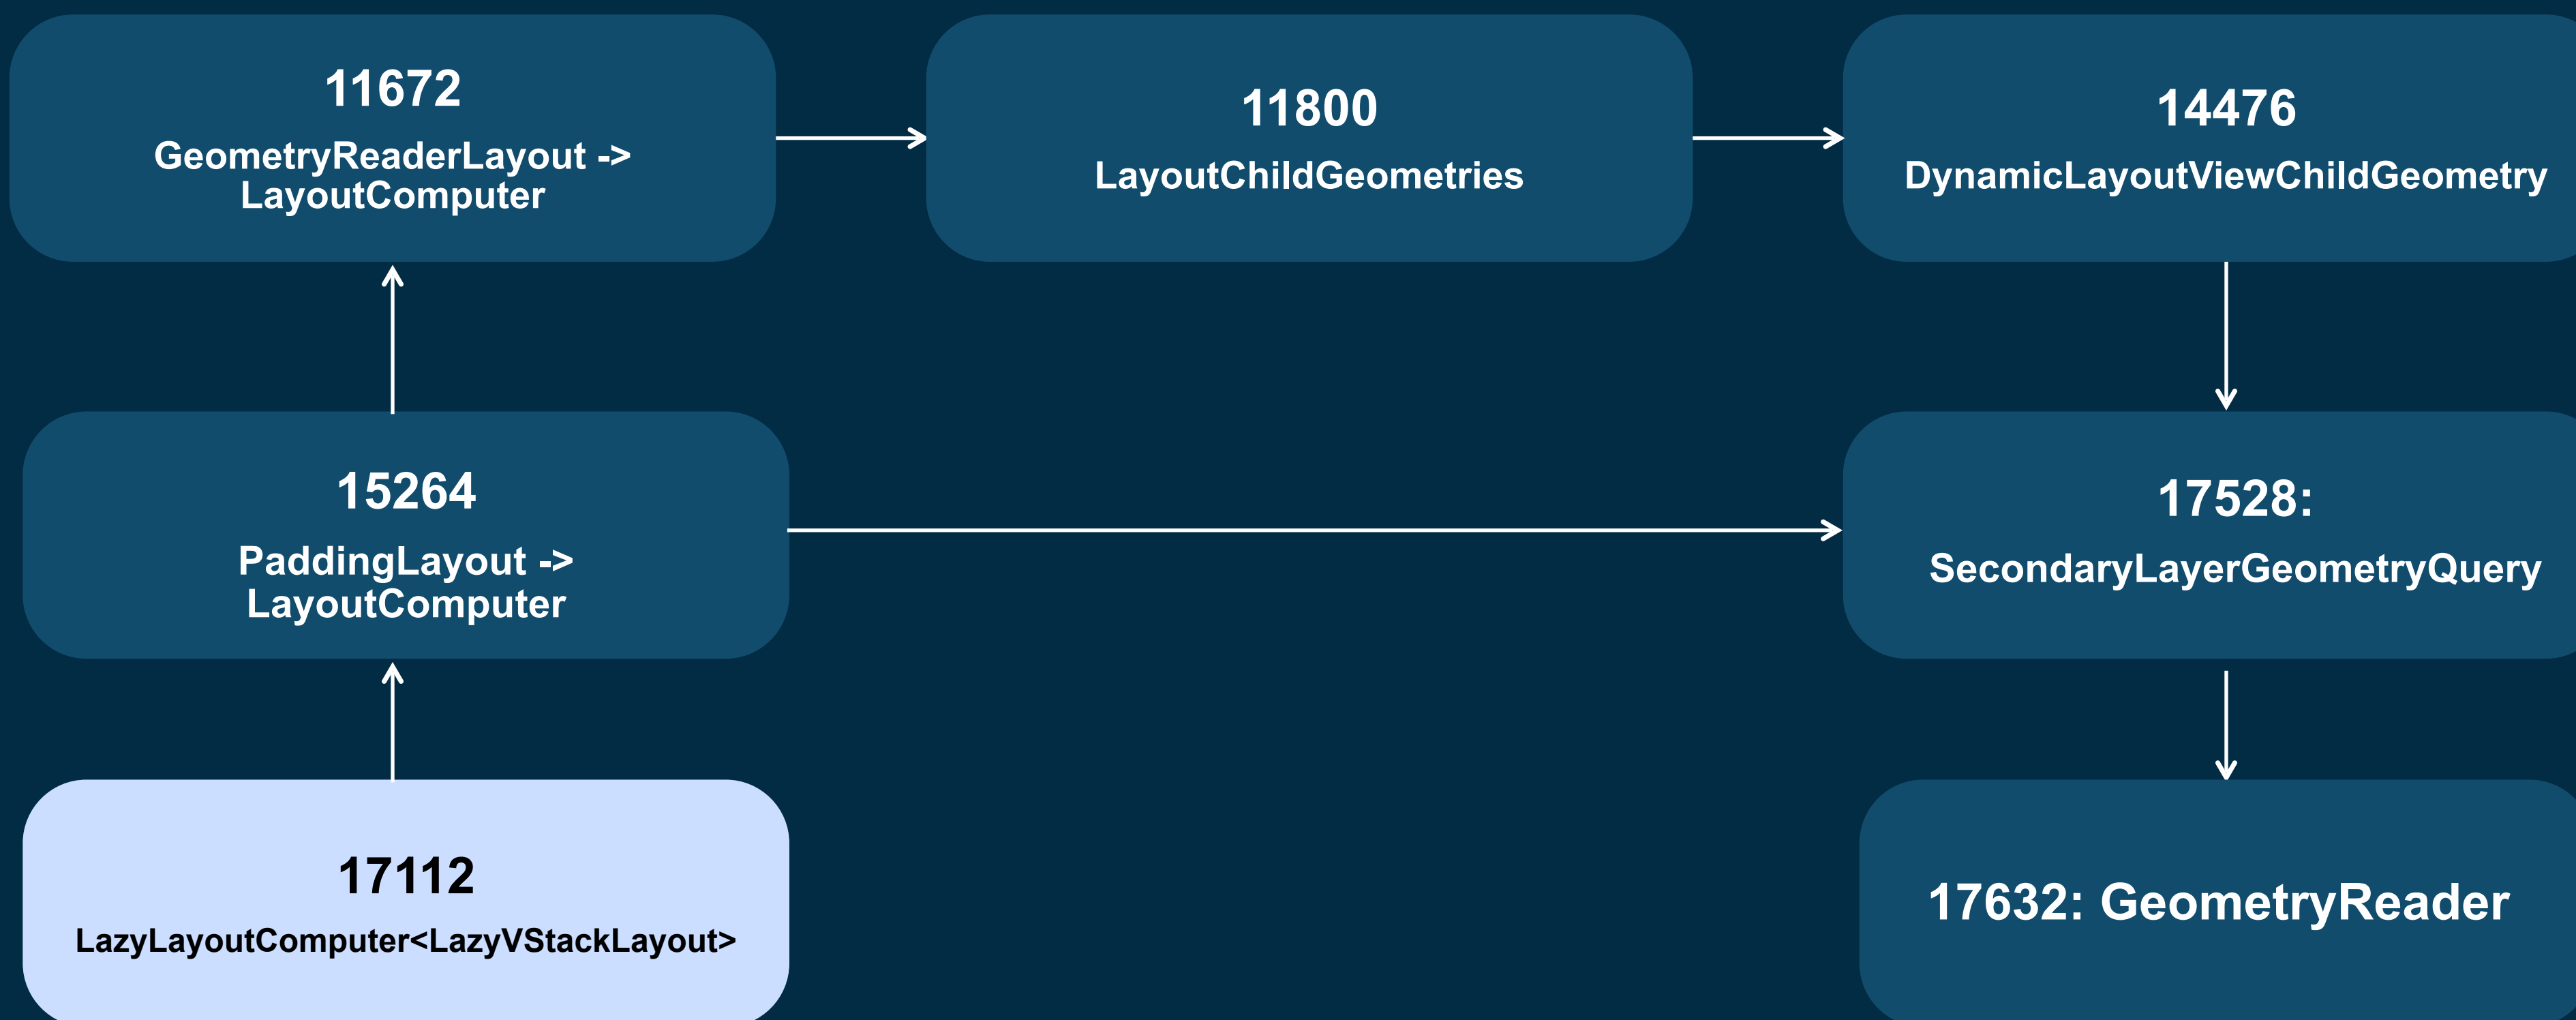 11672
GeometryReaderLayout ->
LayoutComputer
11800
LayoutChildGeometries
14476
DynamicLayoutViewChildGeometry
15264
PaddingLayout ->
LayoutComputer
17528:
SecondaryLayerGeometryQuery
17112
LazyLayoutComputer<LazyVStackLayout>
17632: GeometryReader